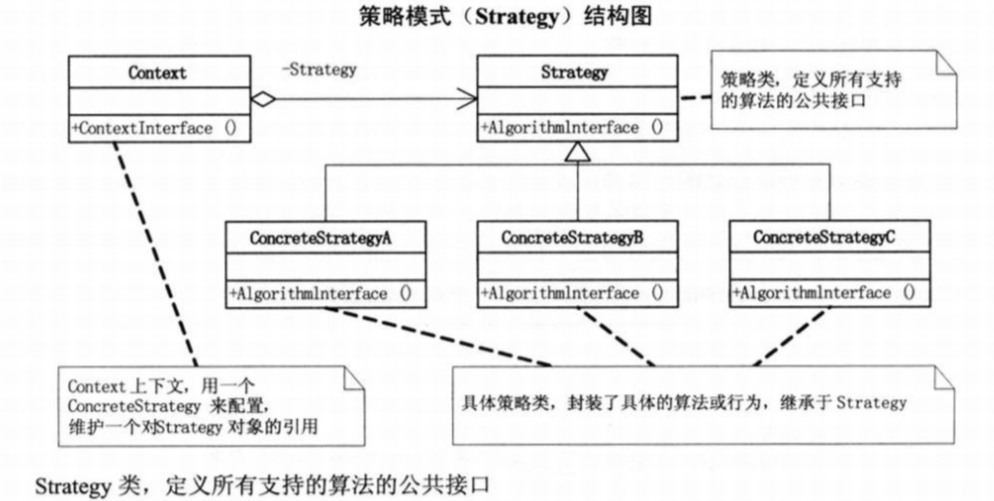 策略模式（Strategy）结构图
Context
-Strategy
Strategy
策略类，定义所有支持
的算法的公共接口
+ContextInterface ()
+AlgorithmInterface ()
ConcreteStrategyA
ConcreteStrategyB
ConcreteStrategyC
+AlgorithmInterface ()
+AlgorithmInterface ()
+AlgorithmInterface ()
Context 上下文，用一个
ConcreteStrategy 来配置，
维护一个对Strategy 对象的引用
具体策略类，封装了具体的算法或行为，继承于 Strategy
Strategy 类，定义所有支持的算法的公共接口